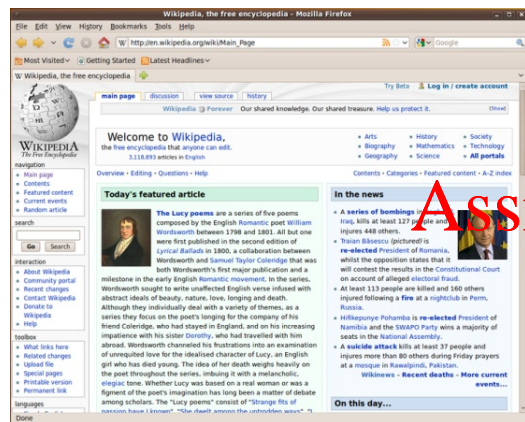 Wikipedia, the free encyclopedia - Mozilla Firefox
File Edit View History Bookmarks Tools Help
http://en.wikipedia.org/wiki/Main_Page
Google
Most Visited Getting Started Latest Headlines
Wikipedia, the free encyclopedia
Try Beta Log in / create account
main page discussion view source history
Wikipedia Forever Our shared knowledge. Our shared treasure. Help us protect it. [Show]
WIKIPEDIA
The Free Encyclopedia
navigation
Main page
Contents
Featured content
Current events
Random article
search
Go Search
interaction
About Wikipedia
Community portal
Recent changes
Contact Wikipedia
Donate to
Wikipedia
Help
toolbox
What links here
Related changes
Upload file
Special pages
Printable version
Permanent link
languages
Welcome to Wikipedia,
the free encyclopedia that anyone can edit.
3,118,893 articles in English
Arts History Society
Biography Mathematics Technology
Geography Science All portals
Overview · Editing · Questions · Help
Contents · Categories · Featured content · A-Z index
Today's featured article
The Lucy poems are a series of five poems
composed by the English Romantic poet William
Wordsworth between 1798 and 1801. All but one
were first published in the second edition of
Lyrical Ballads in 1800, a collaboration between
Wordsworth and Samuel Taylor Coleridge that was
both Wordsworth's first major publication and a
milestone in the early English Romantic movement. In the series,
Wordsworth sought to write unaffected English verse infused with
abstract ideals of beauty, nature, love, longing and death.
Although they individually deal with a variety of themes, as a
series they focus on the poet's longing for the company of his
friend Coleridge, who had stayed in England, and on his increasing
impatience with his sister Dorothy, who had travelled with him
abroad. Wordsworth channeled his frustrations into an examination
of unrequited love for the idealised character of Lucy, an English
girl who has died young. The idea of her death weighs heavily on
the poet throughout the series, imbuing it with a melancholic,
elegiac tone. Whether Lucy was based on a real woman or was a
figment of the poet's imagination has long been a matter of debate
among scholars. The "Lucy poems" consist of "Strange fits of
passion have I known", "She dwelt among the untrodden ways", "I
In the news
A series of bombings in
Iraq, kills at least 127 people and
injures 448 others.
Traian Băsescu (pictured) is
re-elected President of Romania,
whilst the opposition states that it
will contest the results in the Constitutional Court
on account of alleged electoral fraud.
At least 113 people are killed and 160 others
injured following a fire at a nightclub in Perm,
Russia.
Hifikepunye Pohamba is re-elected President of
Namibia and the SWAPO Party wins a majority of
seats in the National Assembly.
A suicide attack kills at least 37 people and
injures more than 80 others during Friday prayers
at a mosque in Rawalpindi, Pakistan.
Wikinews – Recent deaths – More current
events...
On this day...
Done